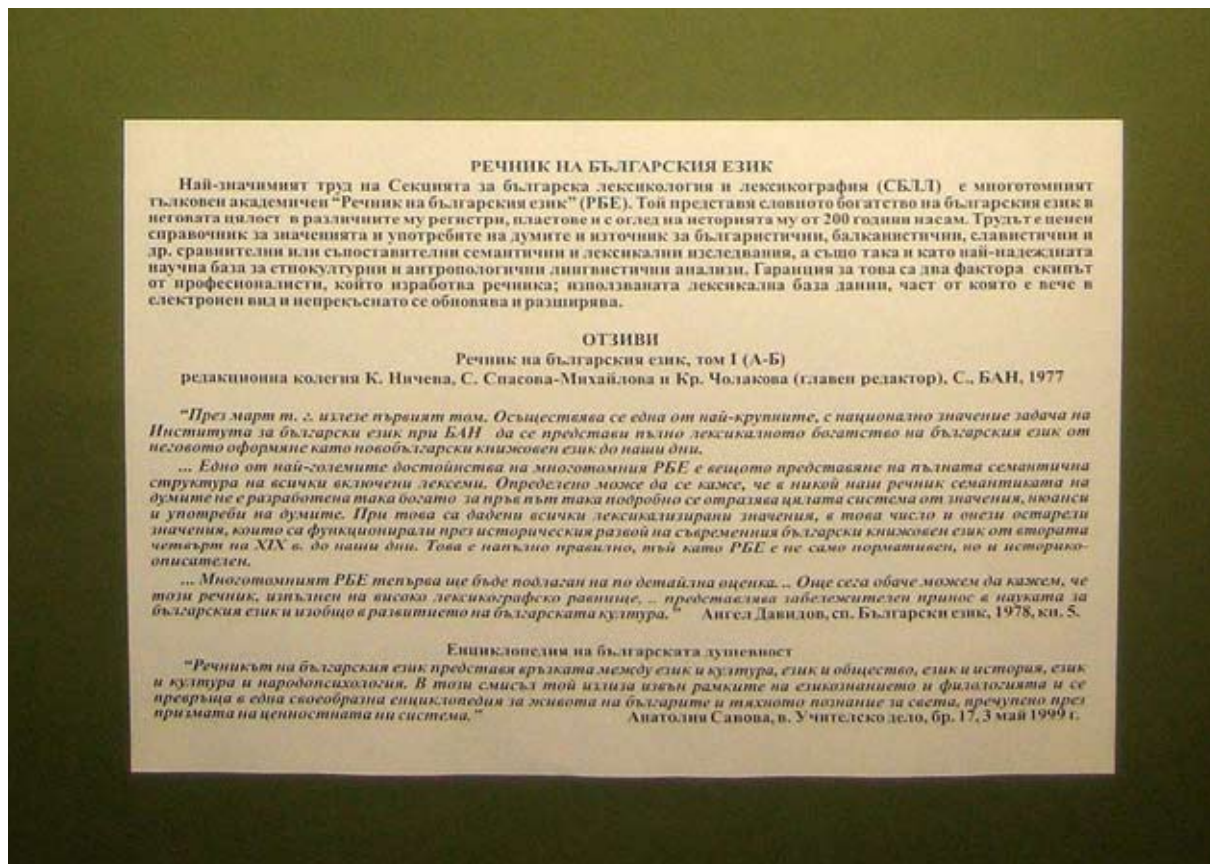 РЕЧНИК НА БЪЛГАРСКИЯ ЕЗИК
Най-значимият труд на Секцията за българска лексикология и лексикография (СБЛЛ) е многотомният
тълковен академичен “Речник на българския език” (РБЕ). Той представя словното богатство на българския език в
неговата цялост в различните му регистри, пластове и с оглед на историята му от 200 години насам. Трудът е ценен
справочник за значенията и употребите на думите и източник за българистични, балканистични, славистични и
др. сравнителни или съпоставителни семантични и лексикални изследвания, а също така и като най-надеждната
научна база за етнокултурни и антропологични лингвистични анализи. Гаранция за това са два фактора екипът
от професионалисти, който изработва речника; използваната лексикална база данни, част от която е вече в
електронен вид и непрекъснато се обновява и разширява.
ОТЗИВИ
Речник на българския език, том I (А-Б)
редакционна колегия К. Ничева, С. Спасова-Михайлова и Кр. Чолакова (главен редактор), С., БАН, 1977
“През март т. г. излезе първият том. Осъществява се една от най-крупните, с национално значение задача на
Института за български език при БАН да се представи пълно лексикалното богатство на българския език от
неговото оформяне като новобългарски книжовен език до наши дни.
... Едно от най-големите достойнства на многотомния РБЕ е вещото представяне на пълната семантична
структура на всички включени лексеми. Определено може да се каже, че в никой наш речник семантиката на
думите не е разработена така богато за пръв път така подробно се отразява цялата система от значения, нюанси
и употреби на думите. При това са дадени всички лексикализирани значения, в това число и онези остарели
значения, които са функционирали през историческия развой на съвременния български книжовен език от втората
четвърт на XIX в. до наши дни. Това е напълно правилно, тъй като РБЕ е не само нормативен, но и историко-
описателен.
... Многотомният РБЕ тепърва ще бъде подлаган на по детайлна оценка... Още сега обаче можем да кажем, че
този речник, изпълнен на високо лексикографско равнище, .. представлява забележителен принос в науката за
българския език и изобщо в развитието на българската култура.” Ангел Давидов, сп. Български език, 1978, кн. 5.
Енциклопедия на българската душевност
“Речникът на българския език представя връзката между език и култура, език и общество, език и история, език
и култура и народопсихология. В този смисъл той излиза извън рамките на езикознанието и филологията и се
превръща в една своеобразна енциклопедия за живота на българите и тяхното познание за света, пречупено през
призмата на ценностната ни система.” Анатолия Савова, в. Учителско дело, бр. 17, 3 май 1999 г.